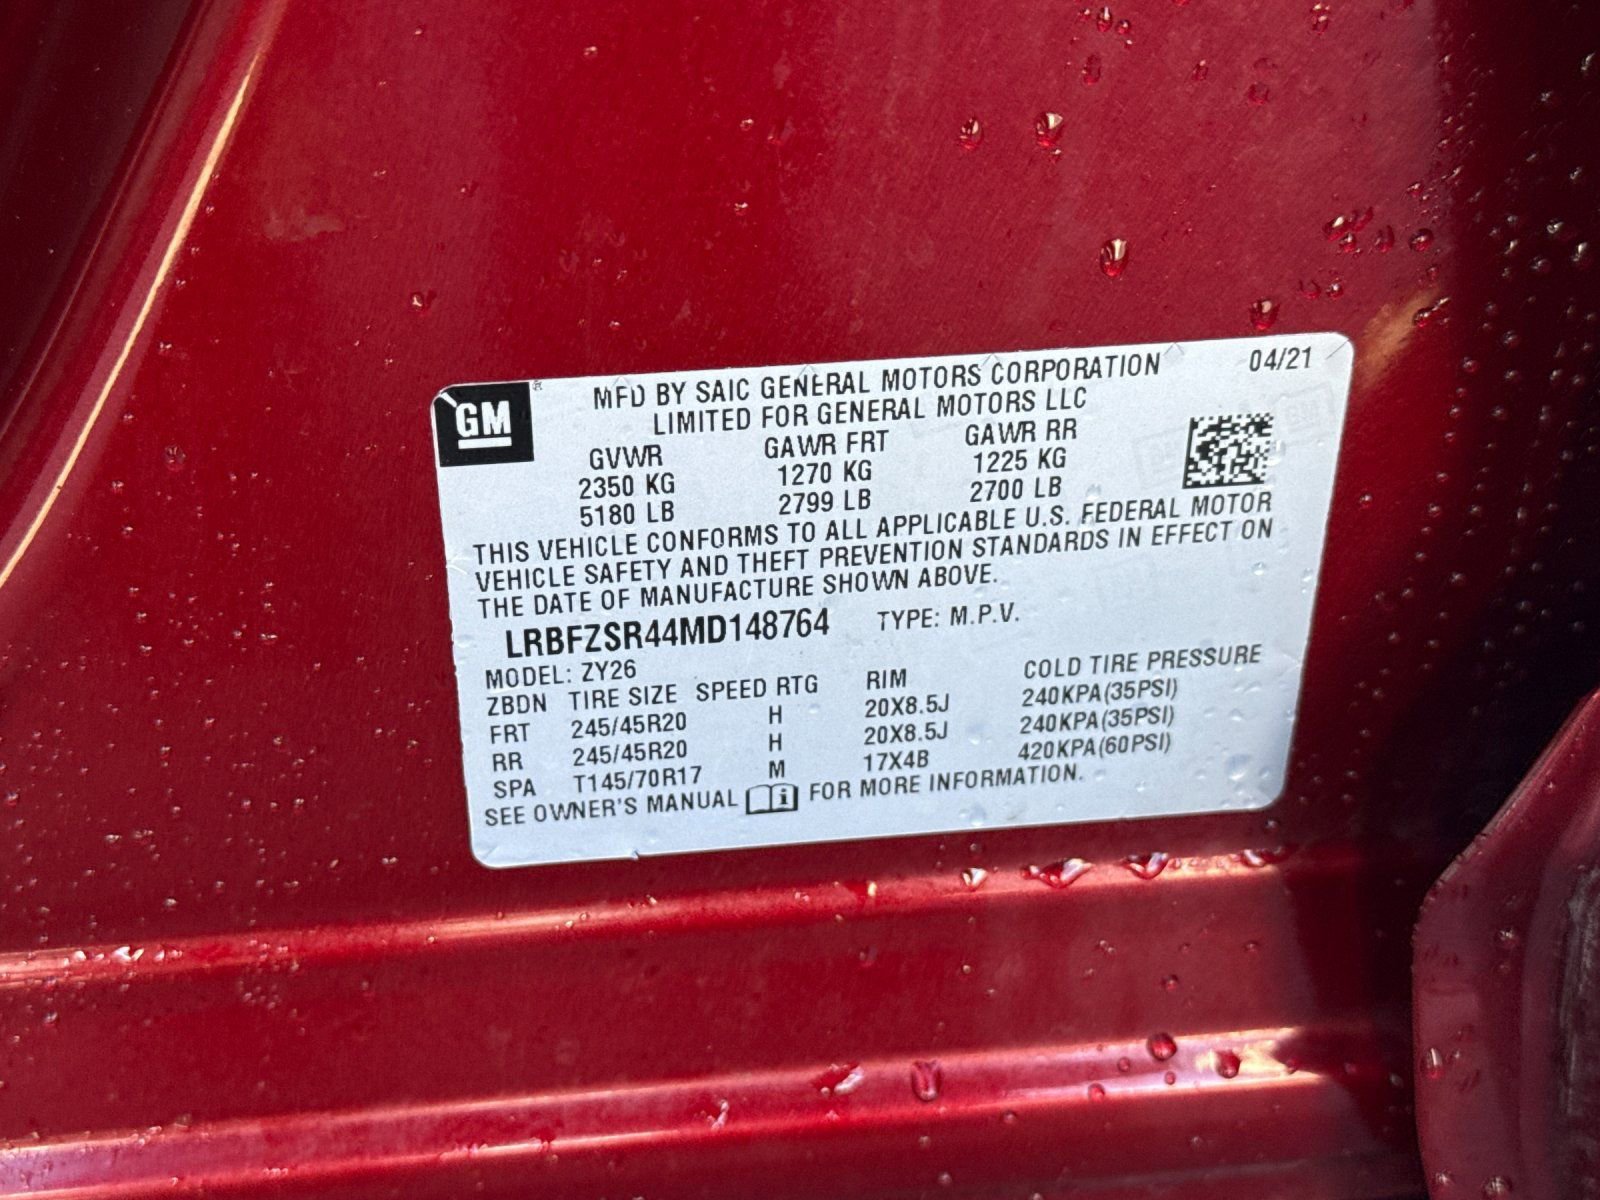 GM ®
MFD BY SAIC GENERAL MOTORS CORPORATION 04/21
LIMITED FOR GENERAL MOTORS LLC
GVWR GAWR FRT GAWR RR
2350 KG 1270 KG 1225 KG
5180 LB 2799 LB 2700 LB
THIS VEHICLE CONFORMS TO ALL APPLICABLE U.S. FEDERAL MOTOR
VEHICLE SAFETY AND THEFT PREVENTION STANDARDS IN EFFECT ON
THE DATE OF MANUFACTURE SHOWN ABOVE.
LRBFZSR44MD148764 TYPE: M.P.V.
MODEL: ZY26
ZBDN TIRE SIZE SPEED RTG RIM COLD TIRE PRESSURE
FRT 245/45R20 H 20X8.5J 240KPA(35PSI)
RR 245/45R20 H 20X8.5J 240KPA(35PSI)
SPA T145/70R17 M 17X4B 420KPA(60PSI)
SEE OWNER'S MANUAL i FOR MORE INFORMATION.